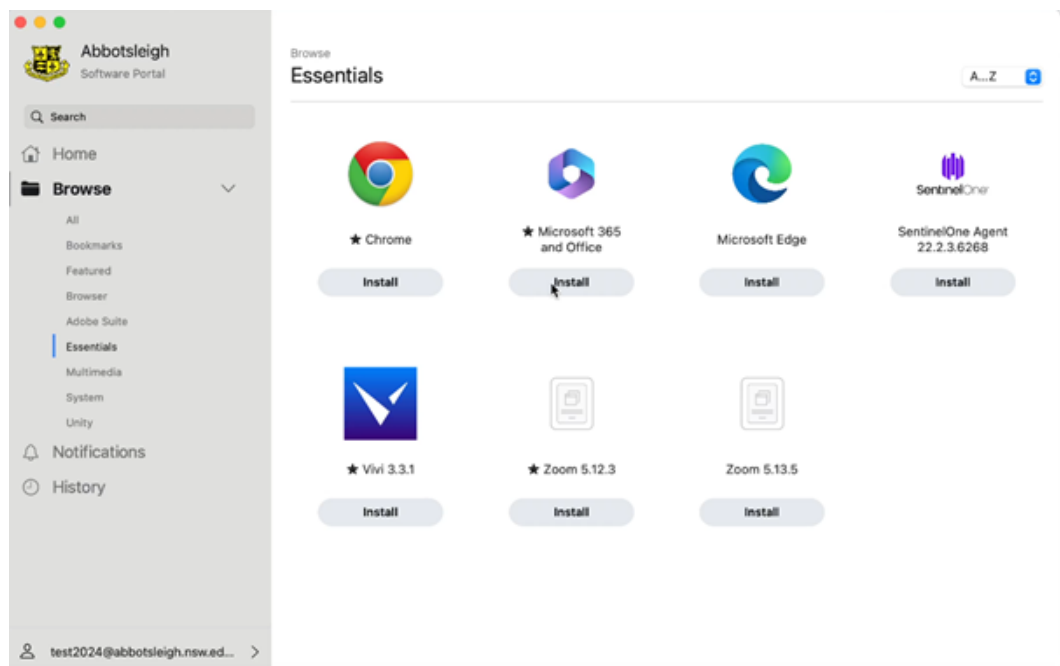 Abbotsleigh
Software Portal
Search
Home
Browse
All
Bookmarks
Featured
Browser
Adobe Suite
Essentials
Multimedia
System
Unity
Notifications
History
test2024@abbotsleigh.nsw.ed...
Browse
Essentials
A...Z
SentinelOne
★ Chrome
★ Microsoft 365
and Office
Microsoft Edge
SentinelOne Agent
22.2.3.6268
Install
Install
Install
Install
★ Vivi 3.3.1
★ Zoom 5.12.3
Zoom 5.13.5
Install
Install
Install